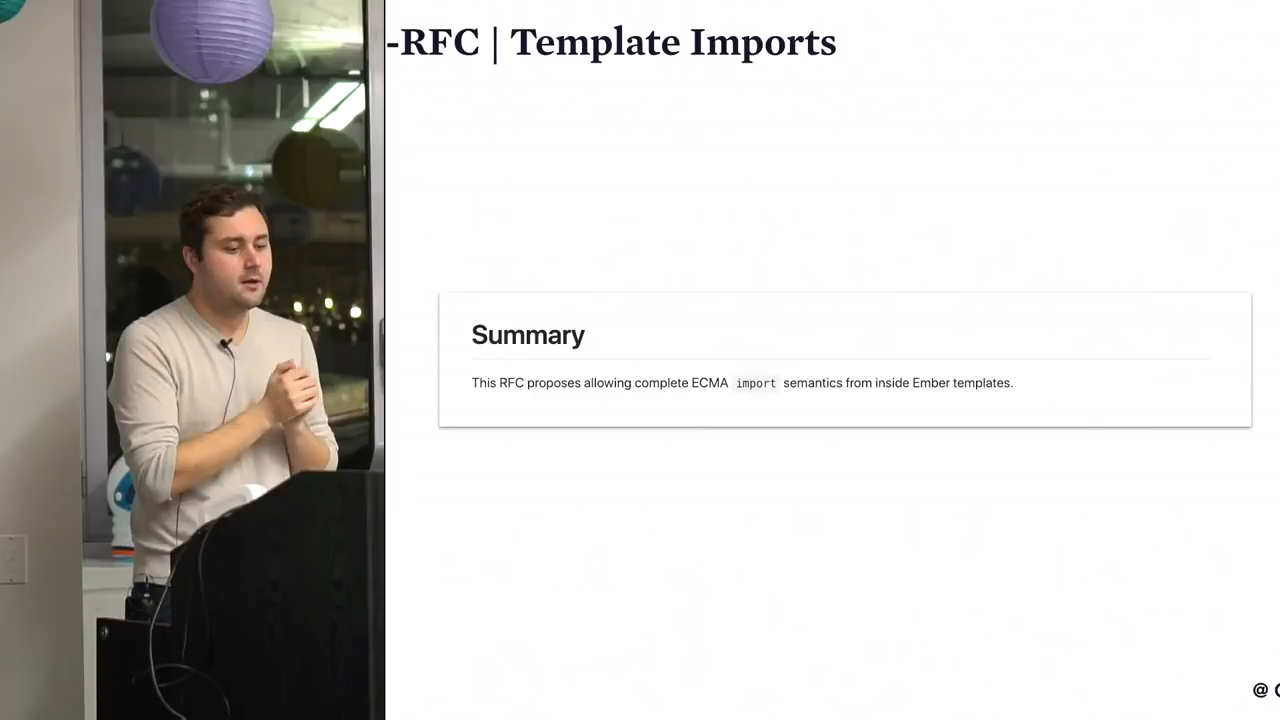 -RFC | Template Imports
Summary
This RFC proposes allowing complete ECMA import semantics from inside Ember templates.
@